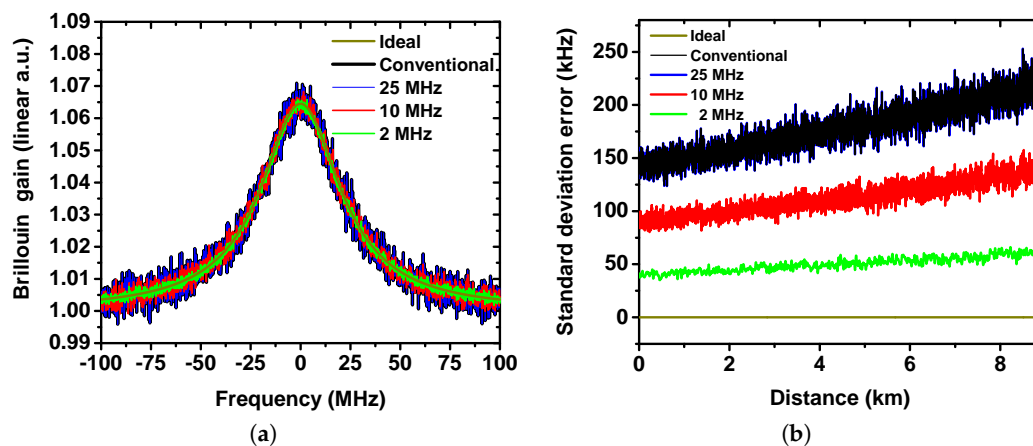 1.09
1.08
1.07
1.06
1.05
1.04
1.03
1.02
1.01
1.00
0.99
Brillouin gain (linear a.u.)
Ideal
Conventional
25 MHz
10 MHz
2 MHz
-100 -75 -50 -25 0 25 50 75 100
Frequency (MHz)
(a)
250
200
150
100
50
0
Standard deviation error (kHz)
Ideal
Conventional
25 MHz
10 MHz
2 MHz
0 2 4 6 8
Distance (km)
(b)